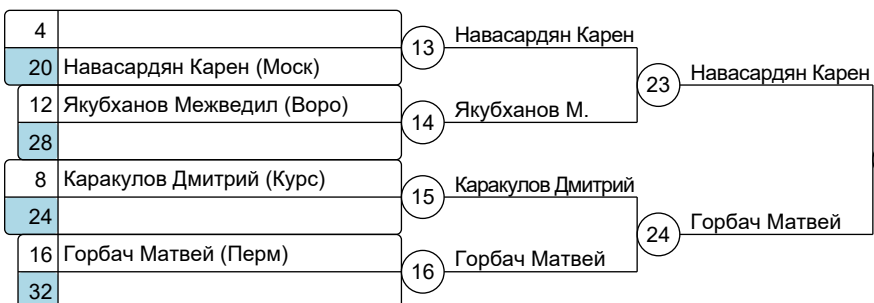 4
20 Навасардян Карен (Моск)
12 Якубханов Межведил (Воро)
28
8 Каракулов Дмитрий (Курс)
24
16 Горбач Матвей (Перм)
32
13 Навасардян Карен
14 Якубханов М.
15 Каракулов Дмитрий
16 Горбач Матвей
23 Навасардян Карен
24 Горбач Матвей